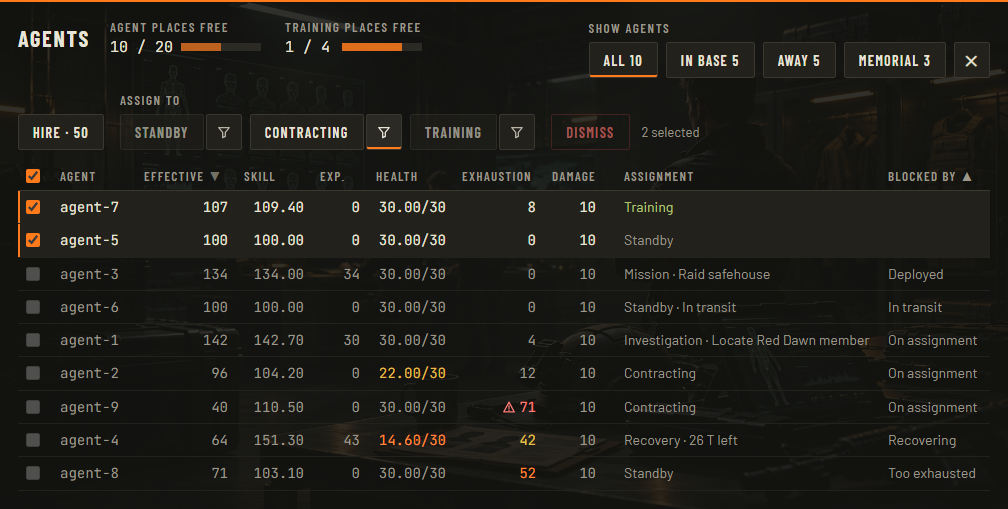 AGENTS
AGENT PLACES FREE
10 / 20
TRAINING PLACES FREE
1 / 4
SHOW AGENTS
ALL 10 IN BASE 5 AWAY 5 MEMORIAL 3 ✕
ASSIGN TO
HIRE · 50 STANDBY CONTRACTING TRAINING DISMISS 2 selected
AGENT EFFECTIVE ▼ SKILL EXP. HEALTH EXHAUSTION DAMAGE ASSIGNMENT BLOCKED BY ▲
agent-7 107 109.40 0 30.00/30 8 10 Training
agent-5 100 100.00 0 30.00/30 0 10 Standby
agent-3 134 134.00 34 30.00/30 0 10 Mission · Raid safehouse Deployed
agent-6 100 100.00 0 30.00/30 0 10 Standby · In transit In transit
agent-1 142 142.70 30 30.00/30 4 10 Investigation · Locate Red Dawn member On assignment
agent-2 96 104.20 0 22.00/30 12 10 Contracting On assignment
agent-9 40 110.50 0 30.00/30 ⚠ 71 10 Contracting On assignment
agent-4 64 151.30 43 14.60/30 42 10 Recovery · 26 T left Recovering
agent-8 71 103.10 0 30.00/30 52 10 Standby Too exhausted